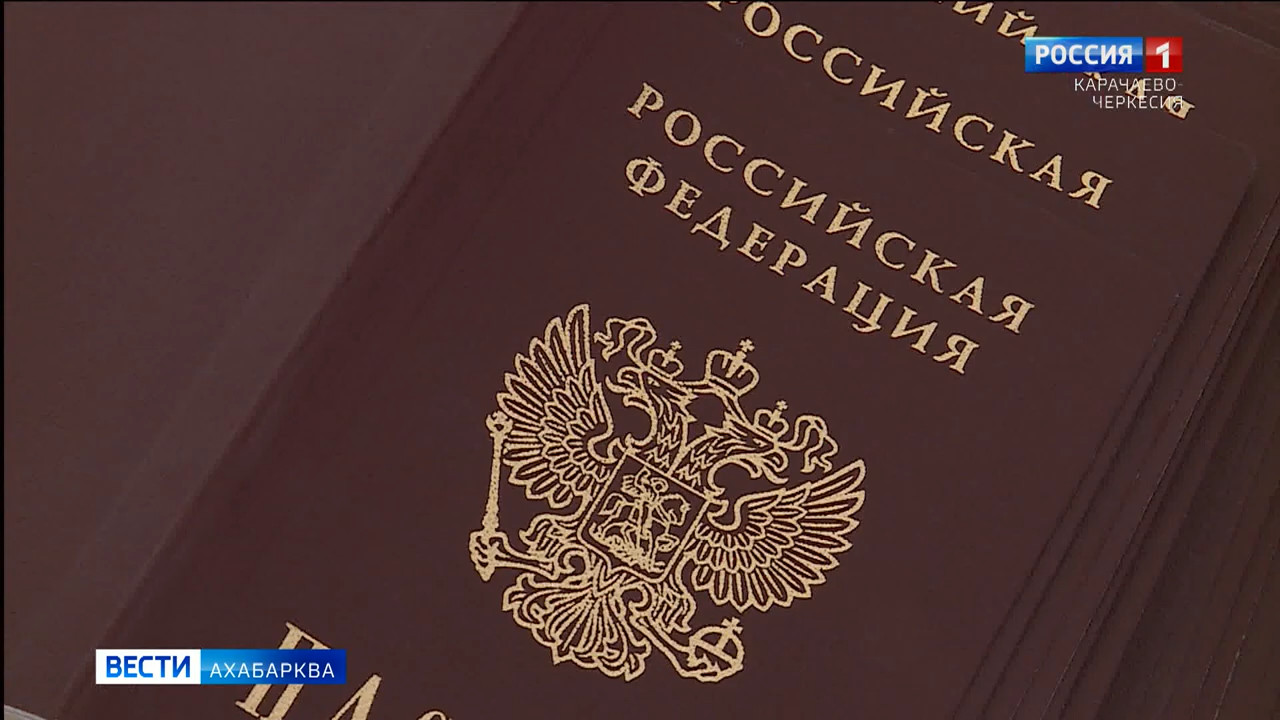 РОССИЙСКАЯ
РОССИЯ 1
КАРАЧАЕВО-
ЧЕРКЕСИЯ
РОССИЙСКАЯ
ФЕДЕРАЦИЯ
ВЕСТИ АХАБАРКВА